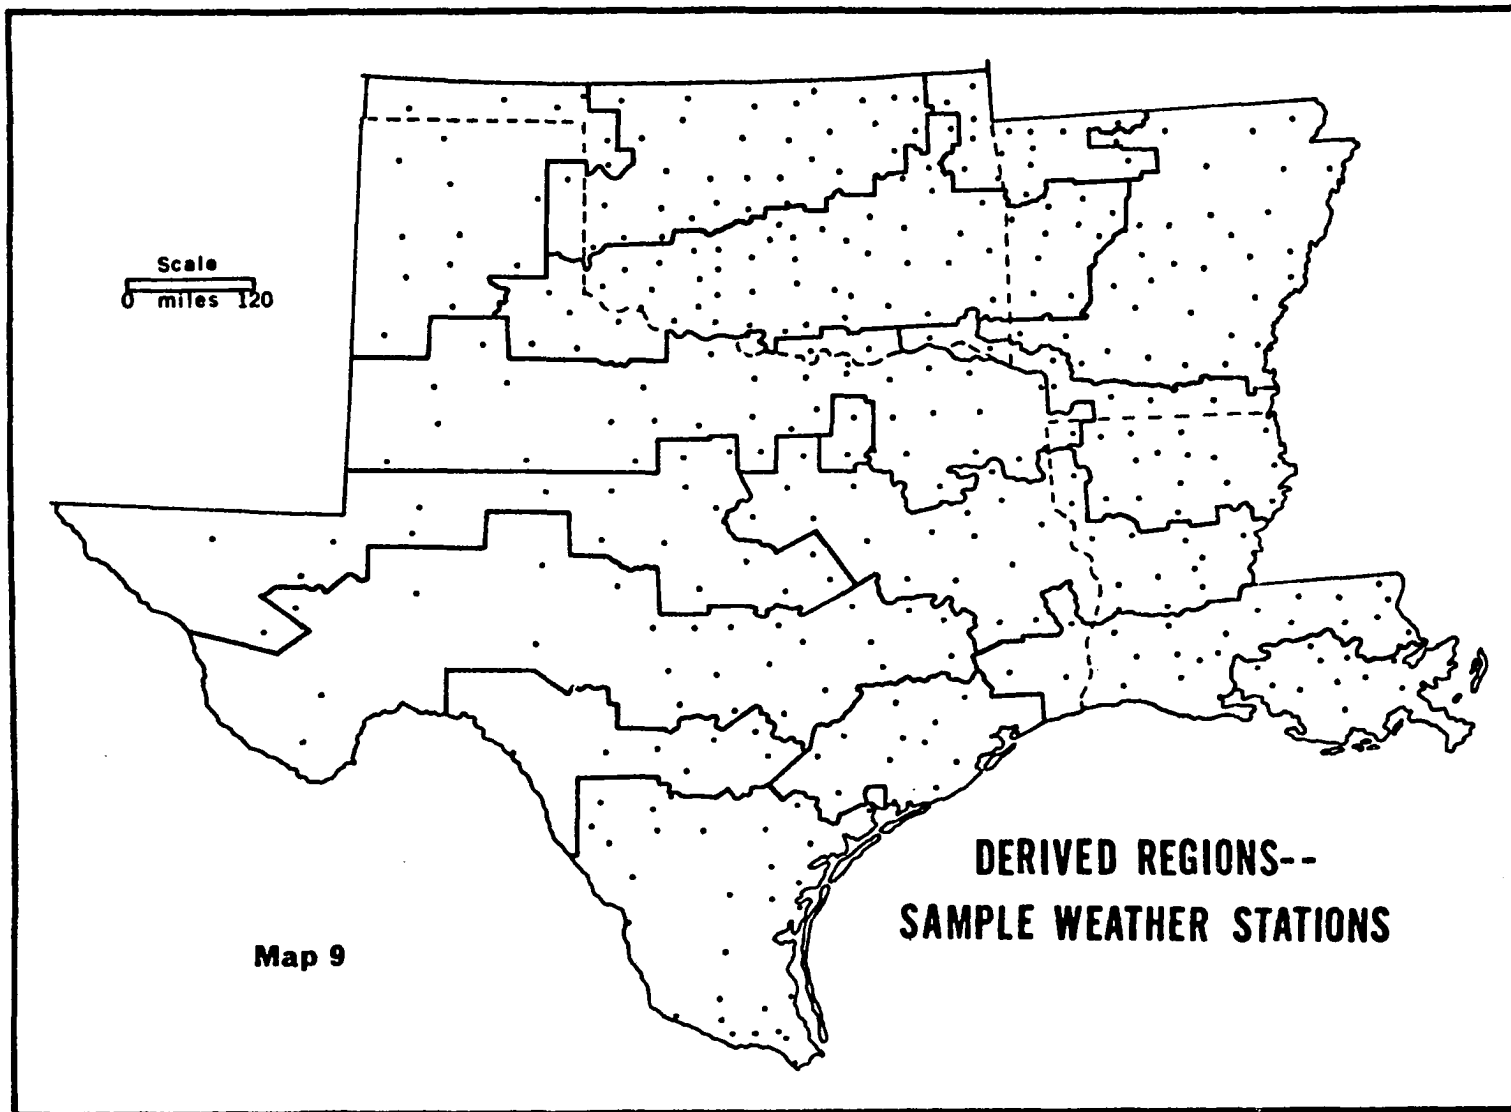 Scale
0 miles 120
DERIVED REGIONS--
SAMPLE WEATHER STATIONS
Map 9